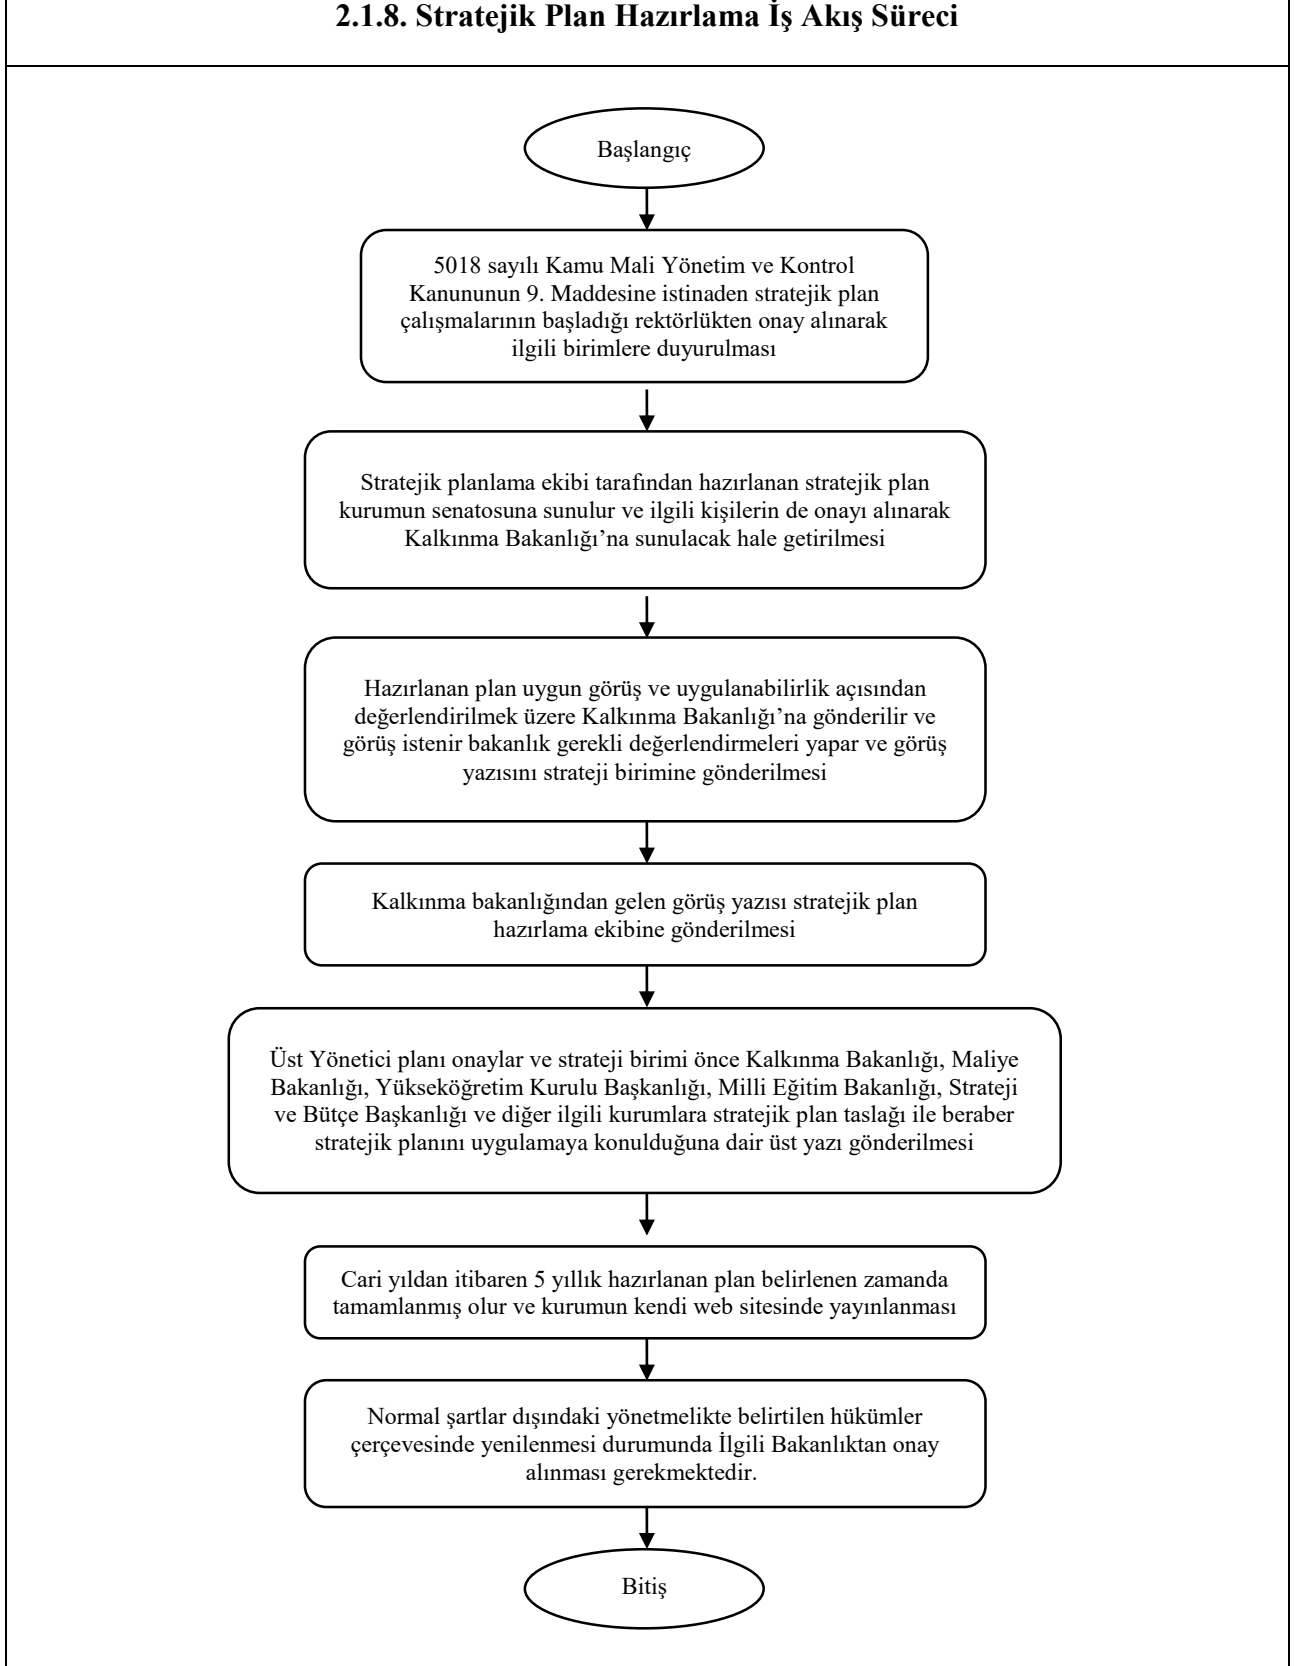 2.1.8. Stratejik Plan Hazırlama İş Akış Süreci
Başlangıç
5018 sayılı Kamu Mali Yönetim ve Kontrol
Kanununun 9. Maddesine istinaden stratejik plan
çalışmalarının başladığı rektörlükten onay alınarak
ilgili birimlere duyurulması
Stratejik planlama ekibi tarafından hazırlanan stratejik plan
kurumun senatosuna sunulur ve ilgili kişilerin de onayı alınarak
Kalkınma Bakanlığı’na sunulacak hale getirilmesi
Hazırlanan plan uygun görüş ve uygulanabilirlik açısından
değerlendirilmek üzere Kalkınma Bakanlığı’na gönderilir ve
görüş istenir bakanlık gerekli değerlendirmeleri yapar ve görüş
yazısını strateji birimine gönderilmesi
Kalkınma bakanlığından gelen görüş yazısı stratejik plan
hazırlama ekibine gönderilmesi
Üst Yönetici planı onaylar ve strateji birimi önce Kalkınma Bakanlığı, Maliye
Bakanlığı, Yükseköğretim Kurulu Başkanlığı, Milli Eğitim Bakanlığı, Strateji
ve Bütçe Başkanlığı ve diğer ilgili kurumlara stratejik plan taslağı ile beraber
stratejik planını uygulamaya konulduğuna dair üst yazı gönderilmesi
Cari yıldan itibaren 5 yıllık hazırlanan plan belirlenen zamanda
tamamlanmış olur ve kurumun kendi web sitesinde yayınlanması
Normal şartlar dışındaki yönetmelikte belirtilen hükümler
çerçevesinde yenilenmesi durumunda İlgili Bakanlıktan onay
alınması gerekmektedir.
Bitiş